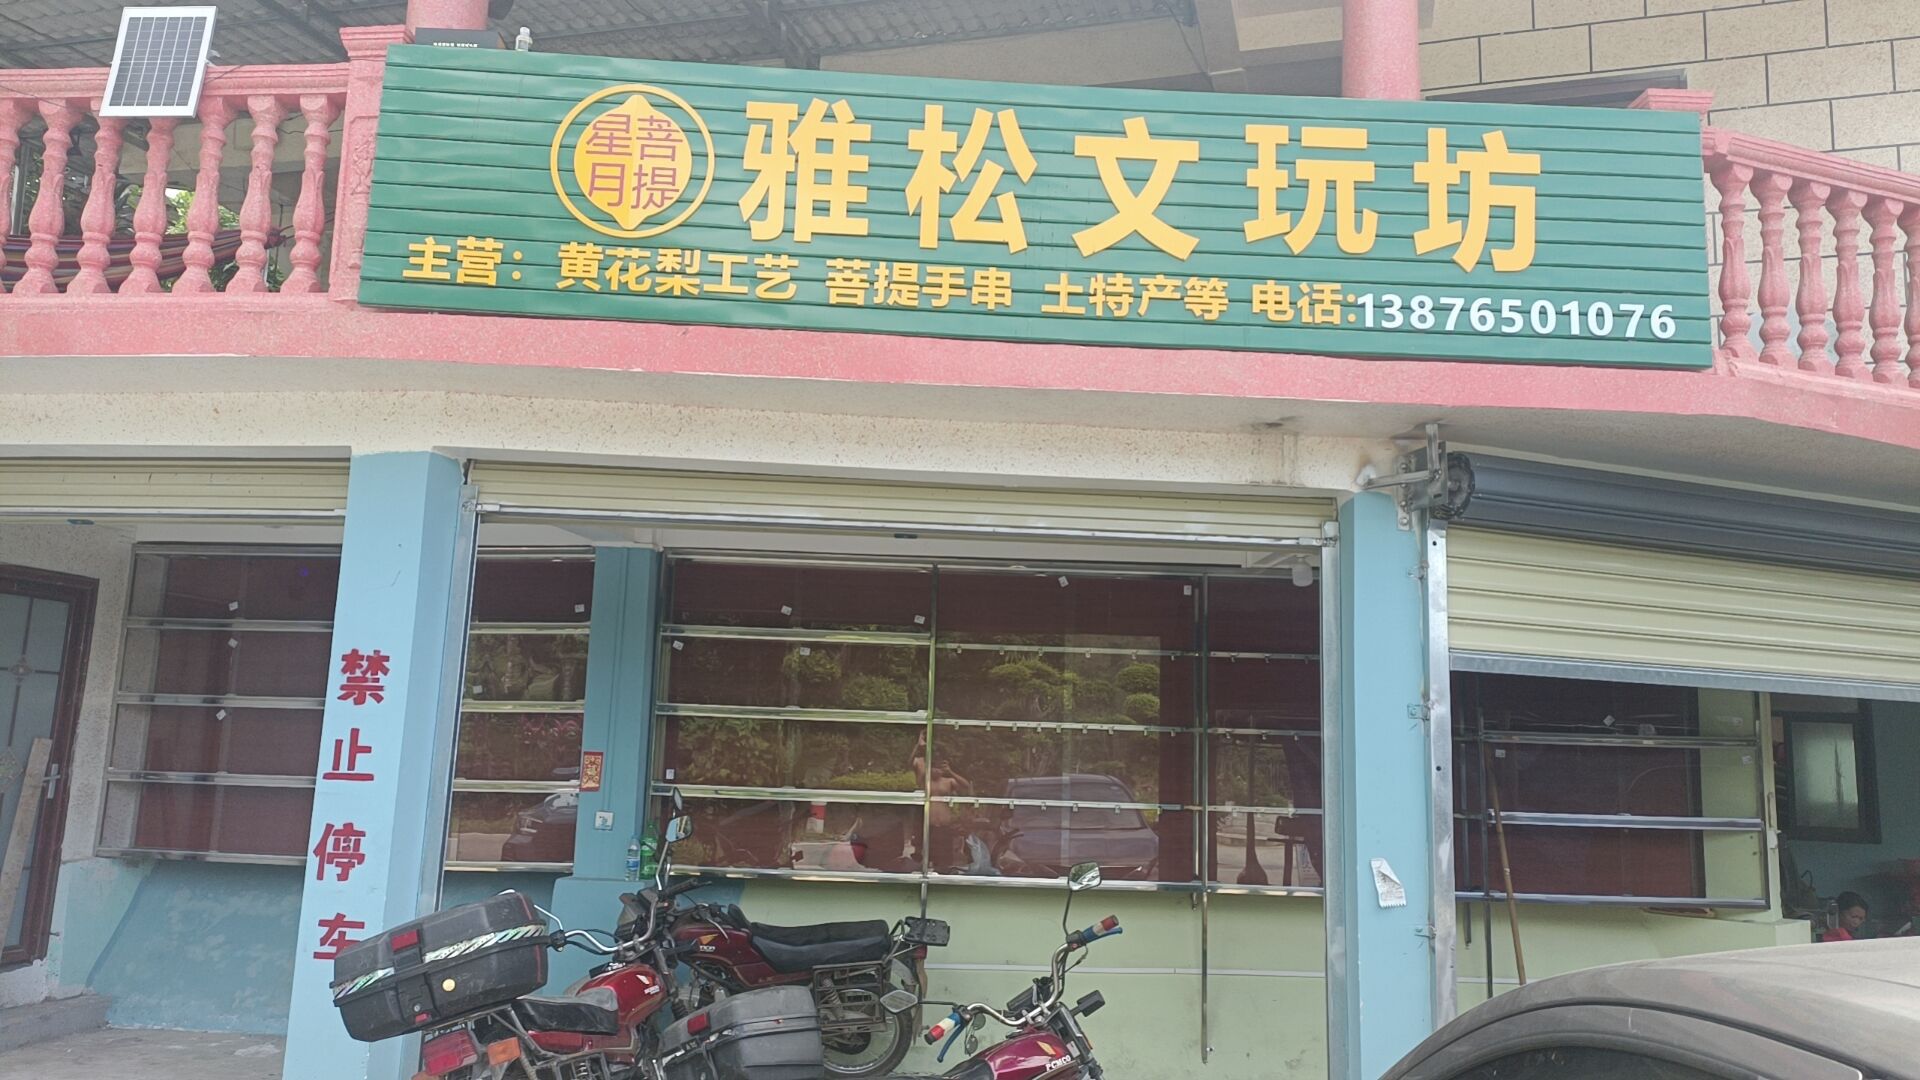 星月菩提
雅松文玩坊
主营：黄花梨工艺 菩提手串 土特产等 电话:13876501076
禁止停车
PCMCO